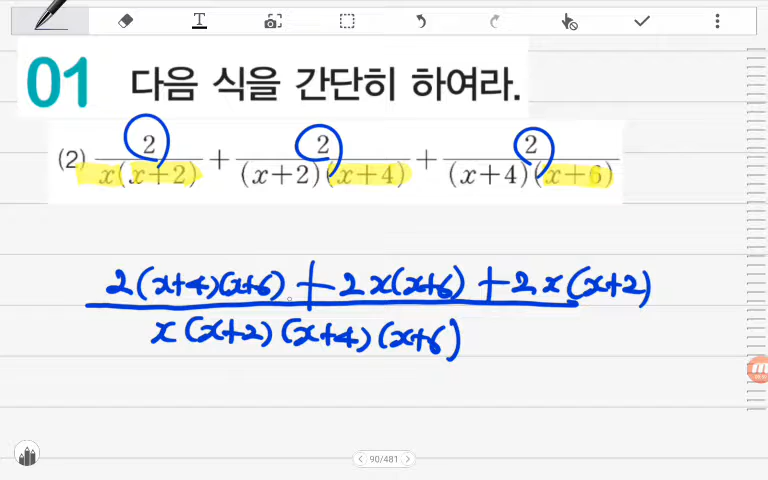 01 다음 식을 간단히 하여라.
(2) 2/x(x+2) + 2/(x+2)(x+4) + 2/(x+4)(x+6)
2(x+4)(x+6) + 2x(x+6) + 2x(x+2)
x(x+2)(x+4)(x+6)
90/481